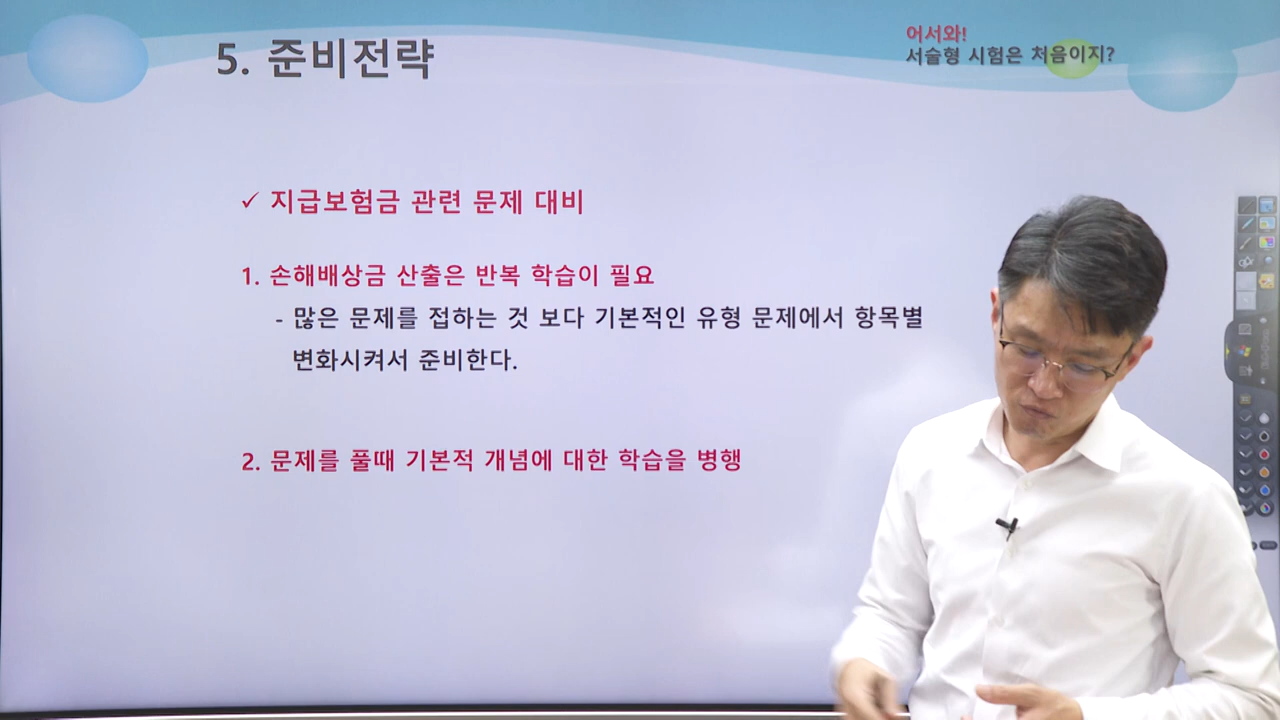 5. 준비전략
어서와!
서술형 시험은 처음이지?
✓ 지급보험금 관련 문제 대비
1. 손해배상금 산출은 반복 학습이 필요
- 많은 문제를 접하는 것 보다 기본적인 유형 문제에서 항목별
변화시켜서 준비한다.
2. 문제를 풀때 기본적 개념에 대한 학습을 병행